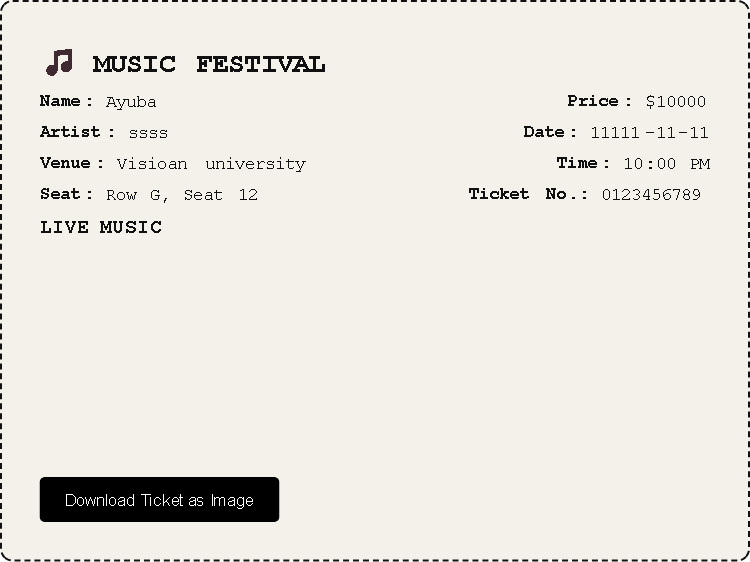 MUSIC FESTIVAL
Name: Ayuba
Price: $10000
Artist: ssss
Date: 11111-11-11
Venue: Visioan university
Time: 10:00 PM
Seat: Row G, Seat 12
Ticket No.: 0123456789
LIVE MUSIC
Download Ticket as Image